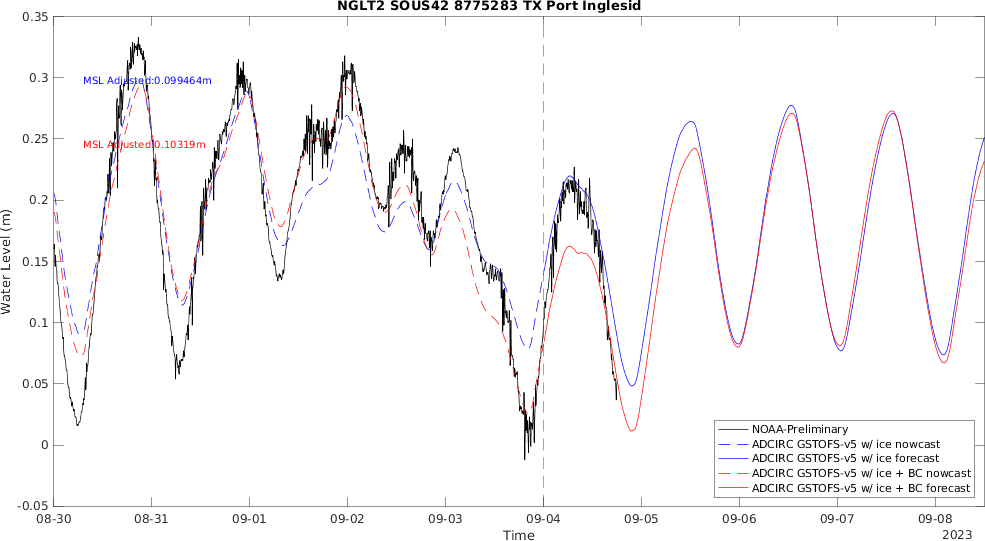 NGLT2 SOUS42 8775283 TX Port Inglesid
0.35
0.3
0.25
0.2
0.15
0.1
0.05
0
-0.05
Water Level (m)
MSL Adjusted:0.099464m
MSL Adjusted:0.10319m
NOAA-Preliminary
ADCIRC GSTOFS-v5 w/ ice nowcast
ADCIRC GSTOFS-v5 w/ ice forecast
ADCIRC GSTOFS-v5 w/ ice + BC nowcast
ADCIRC GSTOFS-v5 w/ ice + BC forecast
08-30 08-31 09-01 09-02 09-03 09-04 09-05 09-06 09-07 09-08
Time
2023